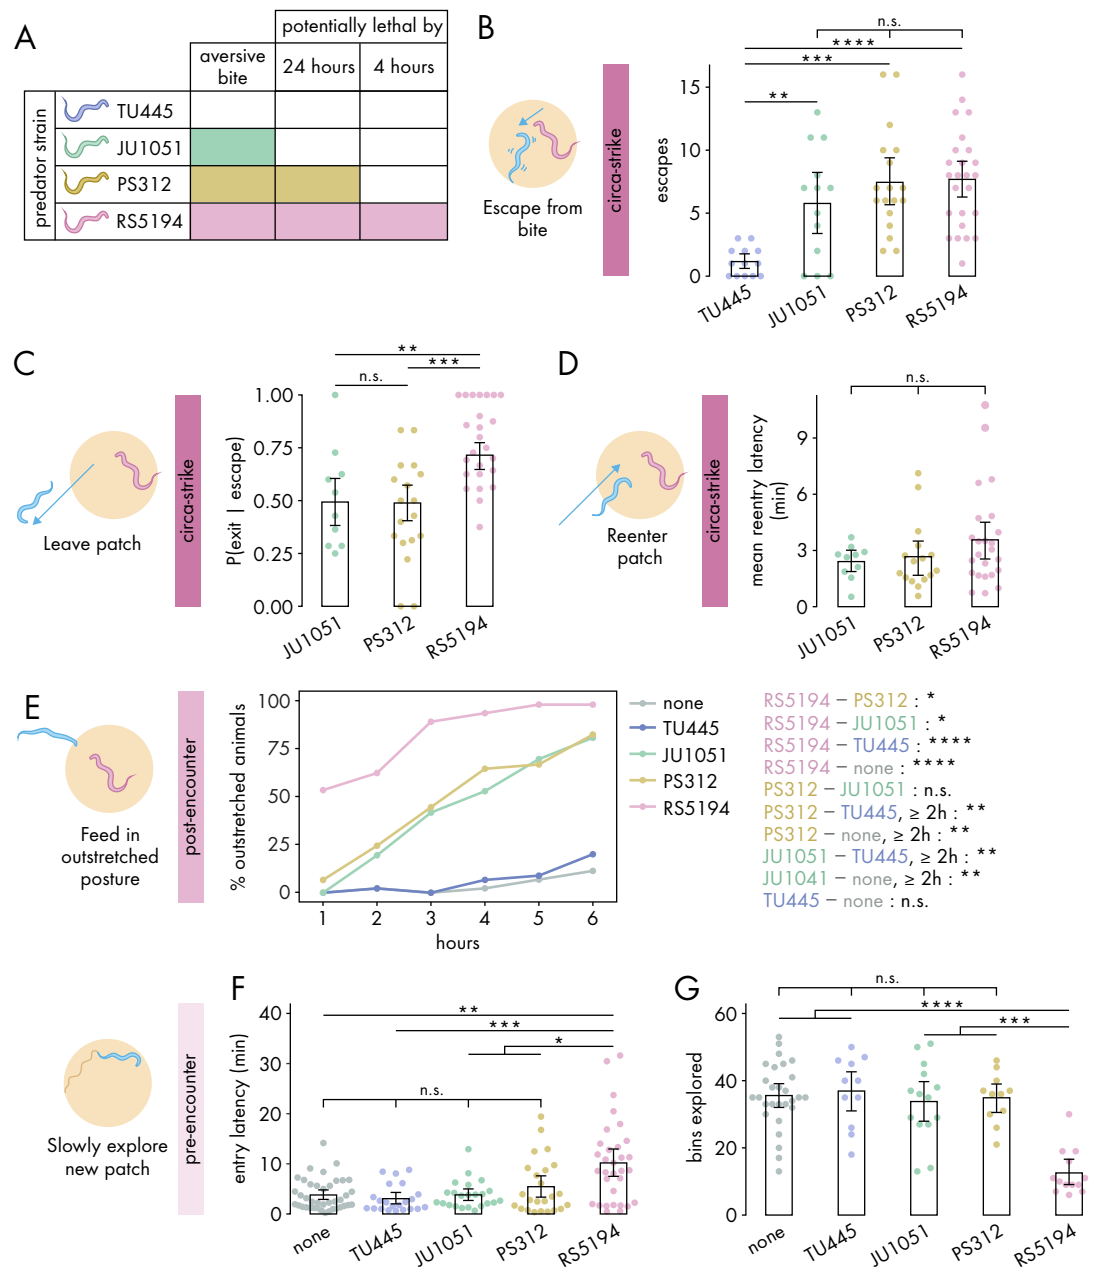 A
potentially lethal by
aversive
bite
24 hours
4 hours
predator strain
TU445
JU1051
PS312
RS5194
B
Escape from
bite
circa-strike
escapes
n.s.
****
***
**
15
10
5
0
TU445
JU1051
PS312
RS5194
C
Leave patch
circa-strike
P(exit | escape)
**
***
n.s.
1.00
0.75
0.50
0.25
0.00
JU1051
PS312
RS5194
D
Reenter
patch
circa-strike
mean reentry latency
(min)
n.s.
9
6
3
0
JU1051
PS312
RS5194
E
Feed in
outstretched
posture
post-encounter
% outstretched animals
100
75
50
25
0
1 2 3 4 5 6
hours
none
TU445
JU1051
PS312
RS5194
RS5194 – PS312 : *
RS5194 – JU1051 : *
RS5194 – TU445 : ****
RS5194 – none : ****
PS312 – JU1051 : n.s.
PS312 – TU445, ≥ 2h : **
PS312 – none, ≥ 2h : **
JU1051 – TU445, ≥ 2h : **
JU1041 – none, ≥ 2h : **
TU445 – none : n.s.
Slowly explore
new patch
pre-encounter
F
entry latency (min)
**
***
*
n.s.
40
30
20
10
0
none
TU445
JU1051
PS312
RS5194
G
bins explored
n.s.
****
***
60
40
20
0
none
TU445
JU1051
PS312
RS5194